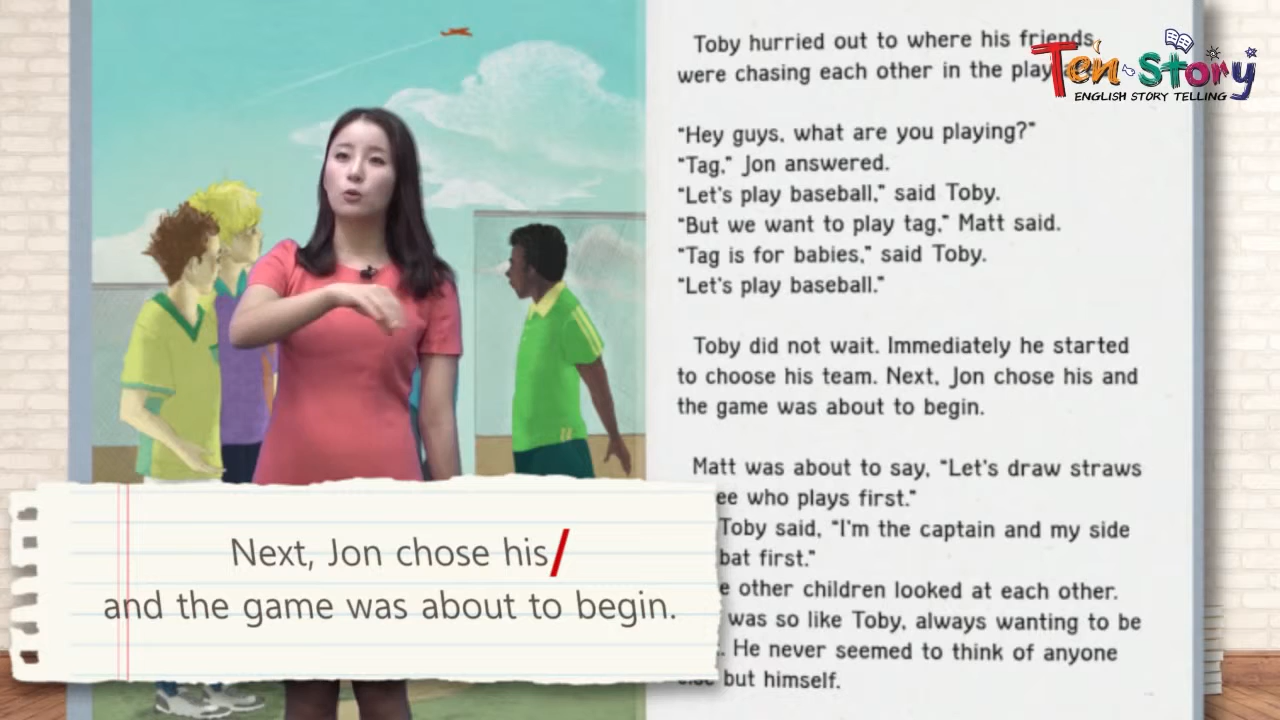 Ten Story
ENGLISH STORY TELLING
Toby hurried out to where his friends
were chasing each other in the play
“Hey guys, what are you playing?”
“Tag,” Jon answered.
“Let's play baseball,” said Toby.
“But we want to play tag,” Matt said.
“Tag is for babies,” said Toby.
“Let's play baseball.”
Toby did not wait. Immediately he started
to choose his team. Next, Jon chose his and
the game was about to begin.
Matt was about to say, “Let's draw straws
ee who plays first.”
Toby said, “I'm the captain and my side
bat first.”
e other children looked at each other.
was so like Toby, always wanting to be
. He never seemed to think of anyone
but himself.
Next, Jon chose his/
and the game was about to begin.